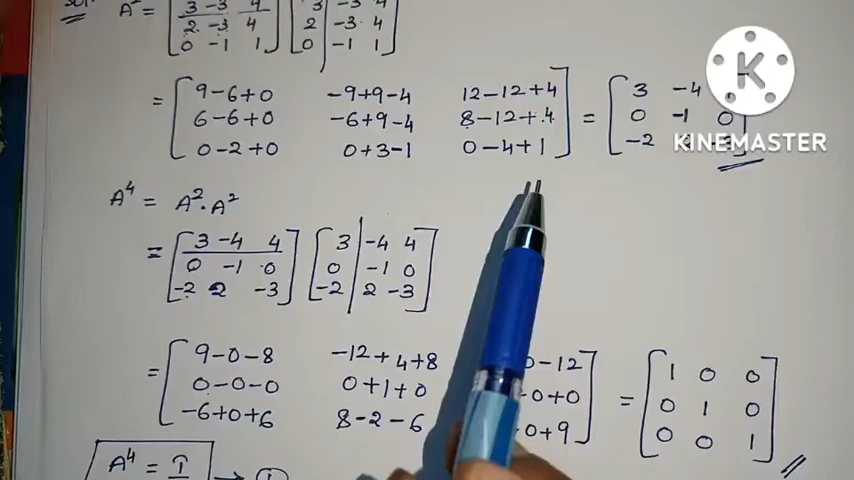 A² = [3 -3 4] [3 -3 4]
[2 -3 4] [2 -3 4]
[0 -1 1] [0 -1 1]
= [9-6+0 -9+9-4 12-12+4] = [3 -4
[6-6+0 -6+9-4 8-12+4] [0 -1 0]
[0-2+0 0+3-1 0-4+1] [-2
KINEMASTER
A⁴ = A²·A²
= [3 -4 4] [3 -4 4]
[0 -1 0] [0 -1 0]
[-2 2 -3] [-2 2 -3]
= [9-0-8 -12+4+8 0-12] = [1 0 0]
[0-0-0 0+1+0 -0+0] [0 1 0]
[-6+0+6 8-2-6 0+9] [0 0 1]
A⁴ = I →